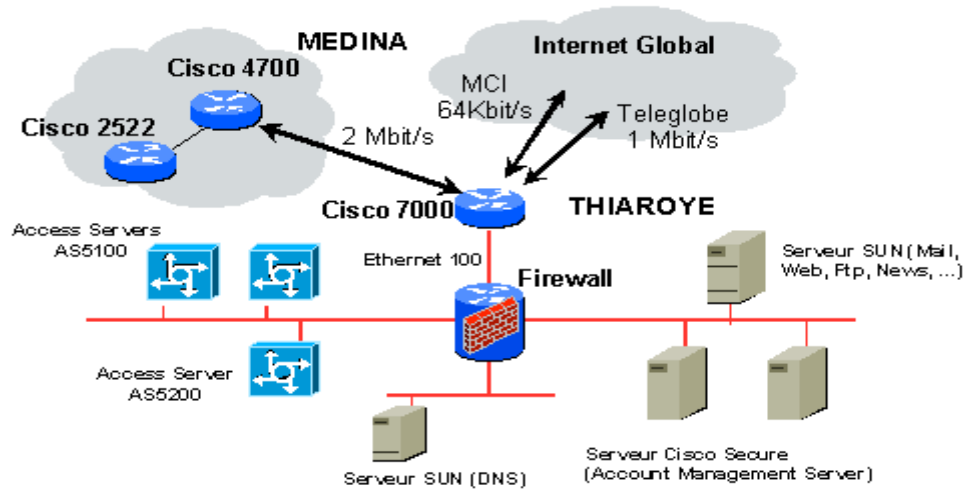 MEDINA
Internet Global
Cisco 4700
MCI
64Kbit/s
Cisco 2522
Teleglobe
1 Mbit/s
2 Mbit/s
Cisco 7000
THIAROYE
Access Servers
AS5100
Ethernet 100
Serveur SUN (Mail,
Web, Ftp, News, ...)
Firewall
Access Server
AS5200
Serveur SUN (DNS)
Serveur Cisco Secure
(Account Management Server)